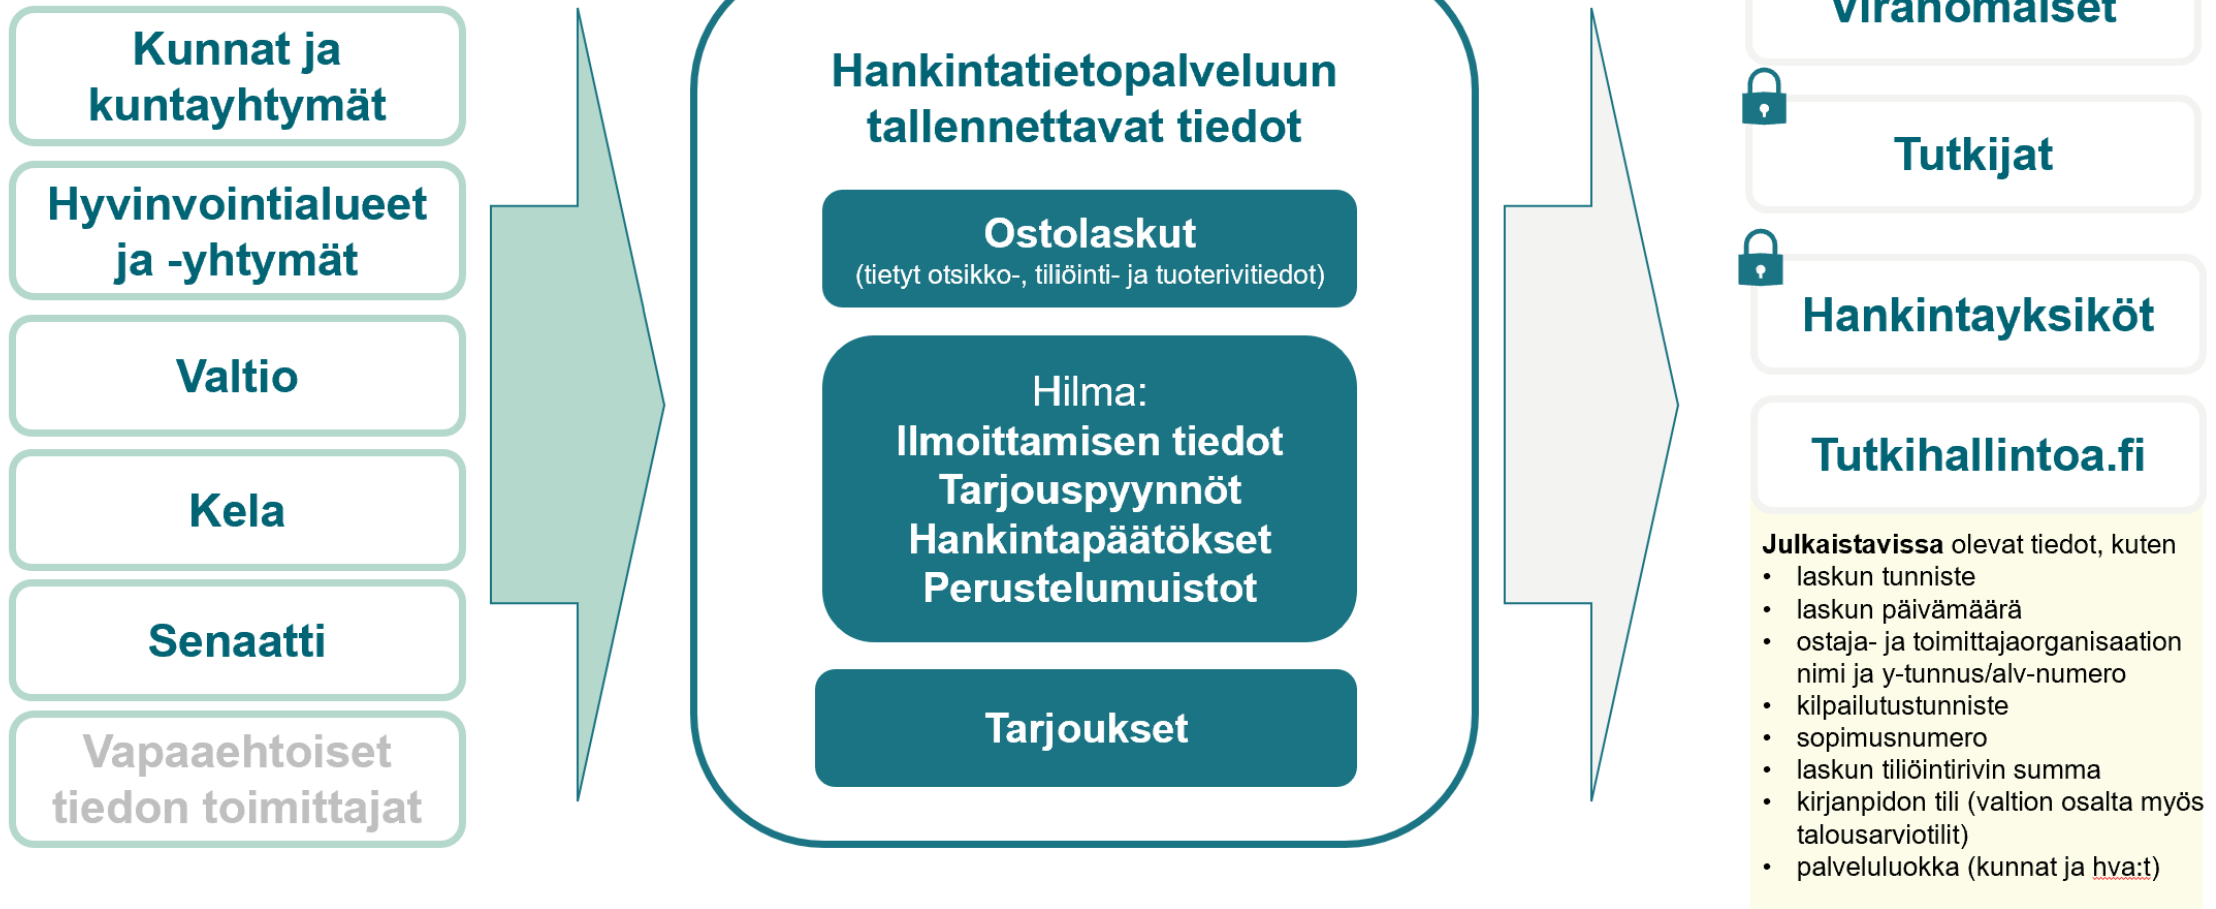 Kunnat ja
kuntayhtymät
Hyvinvointialueet
ja -yhtymät
Valtio
Kela
Senaatti
Vapaaehtoiset
tiedon toimittajat
Hankintatietopalveluun
tallennettavat tiedot
Ostolaskut
(tietyt otsikko-, tiliöinti- ja tuoterivitiedot)
Hilma:
Ilmoittamisen tiedot
Tarjouspyynnöt
Hankintapäätökset
Perustelumuistot
Tarjoukset
Viranomaiset
Tutkijat
Hankintayksiköt
Tutkihallintoa.fi
Julkaistavissa olevat tiedot, kuten
• laskun tunniste
• laskun päivämäärä
• ostaja- ja toimittajaorganisaation
nimi ja y-tunnus/alv-numero
• kilpailutustunniste
• sopimusnumero
• laskun tiliöintirivin summa
• kirjanpidon tili (valtion osalta myös
talousarviotilit)
• palveluluokka (kunnat ja hva:t)